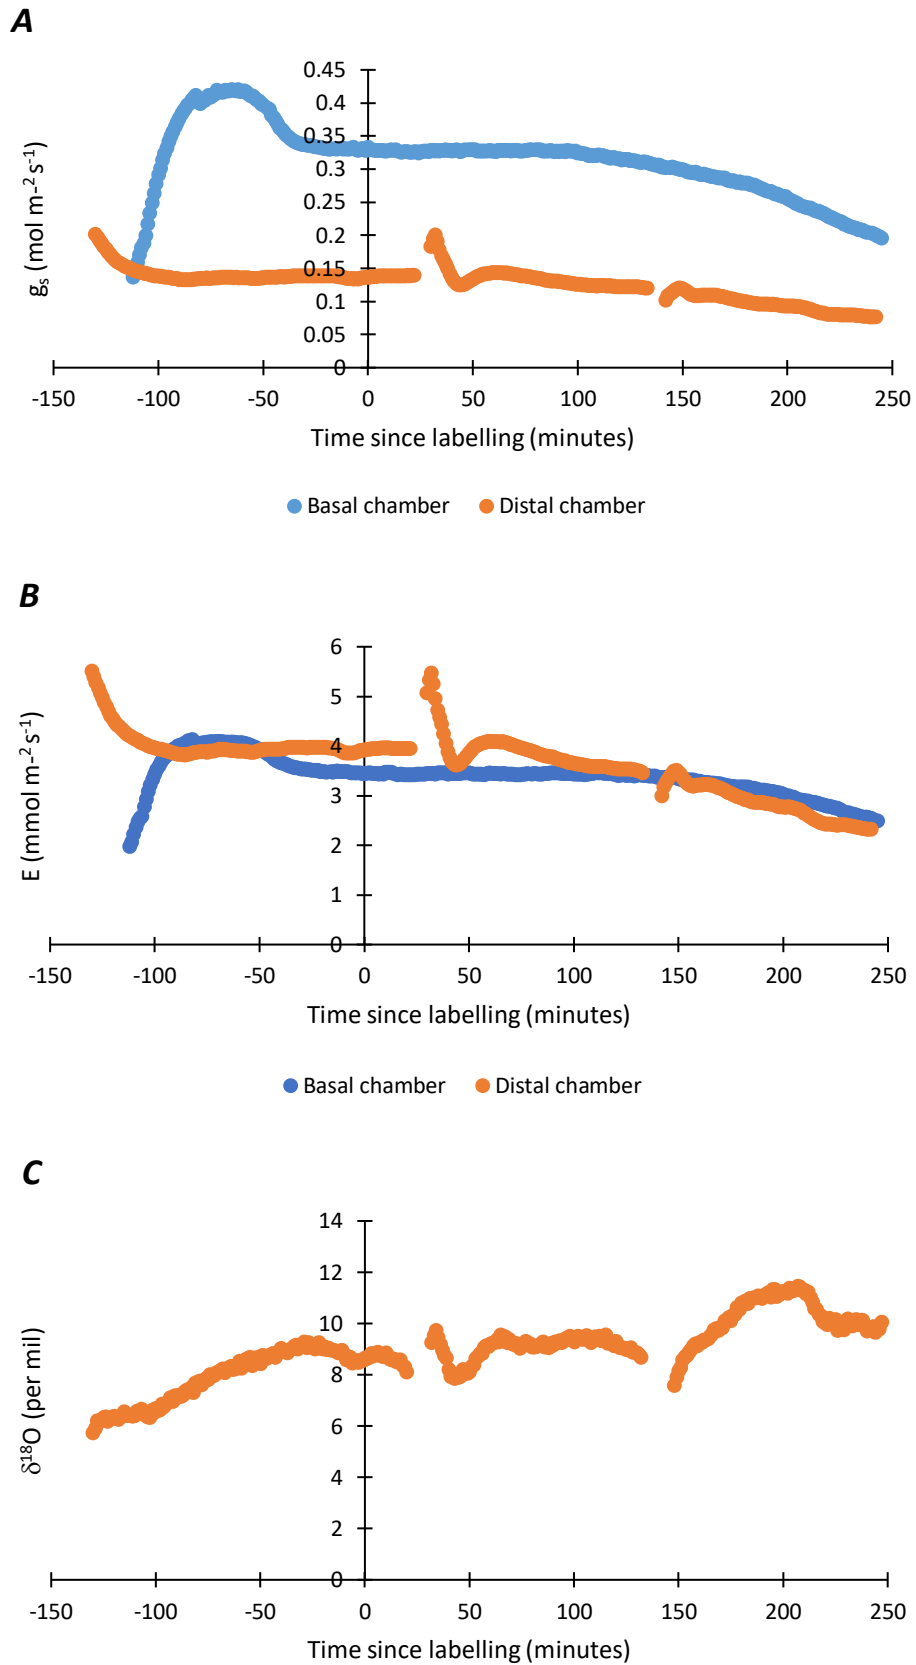 A
0.45
0.4
0.35
0.3
0.25
0.2
0.15
0.1
0.05
0
gs (mol m-2 s-1)
-150 -100 -50 0 50 100 150 200 250
Time since labelling (minutes)
Basal chamber Distal chamber
B
6
5
4
3
2
1
0
E (mmol m-2 s-1)
-150 -100 -50 0 50 100 150 200 250
Time since labelling (minutes)
Basal chamber Distal chamber
C
14
12
10
8
6
4
2
0
δ18O (per mil)
-150 -100 -50 0 50 100 150 200 250
Time since labelling (minutes)